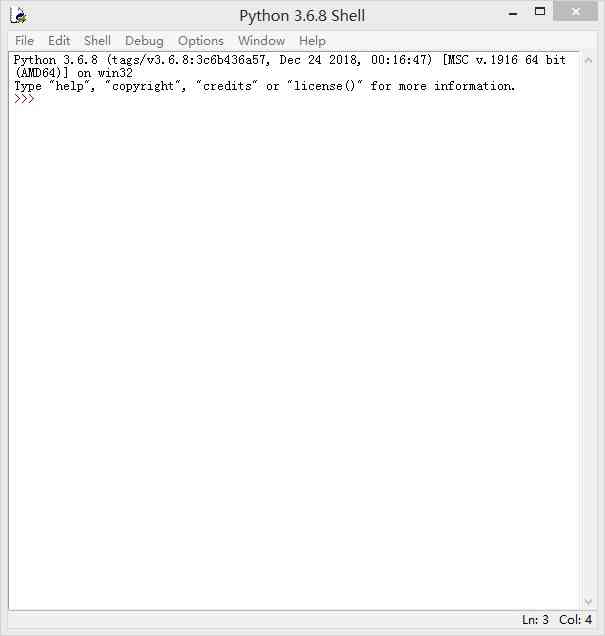 Python 3.6.8 Shell
File Edit Shell Debug Options Window Help
Python 3.6.8 (tags/v3.6.8:3c6b436a57, Dec 24 2018, 00:16:47) [MSC v.1916 64 bit
(AMD64)] on win32
Type "help", "copyright", "credits" or "license()" for more information.
>>>
Ln: 3 Col: 4